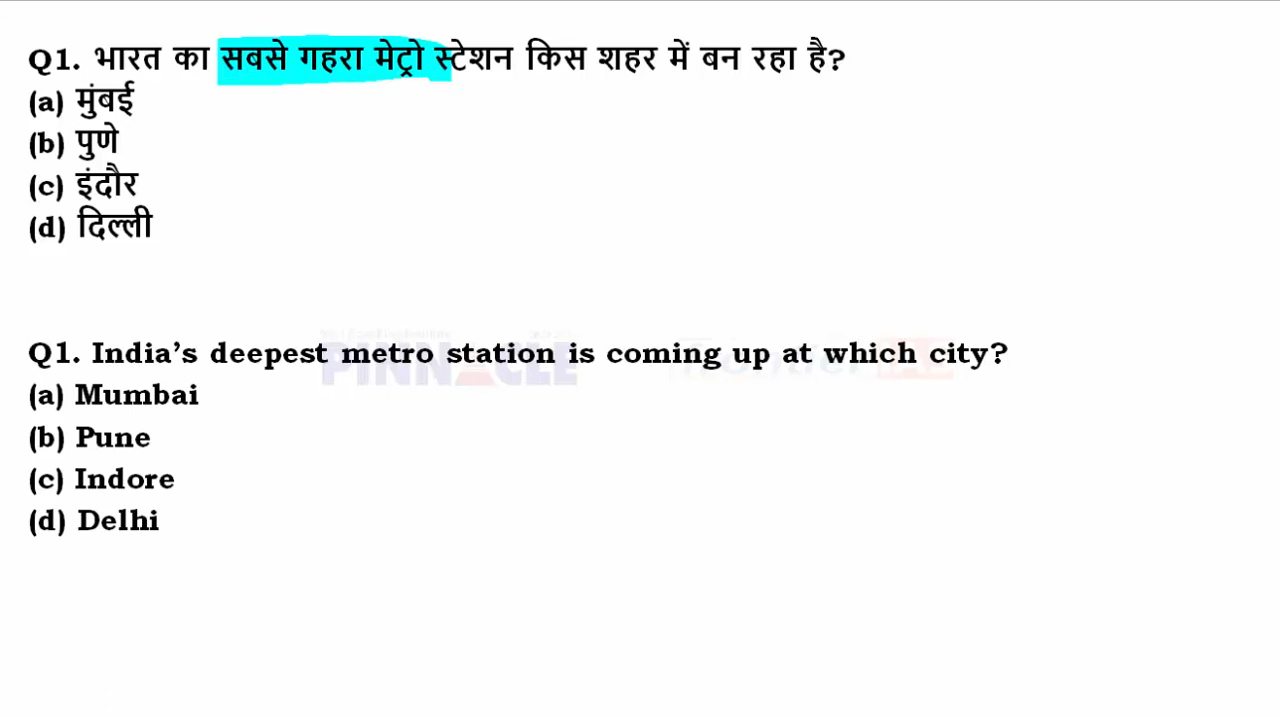 Q1. भारत का सबसे गहरा मेट्रो स्टेशन किस शहर में बन रहा है?
(a) मुंबई
(b) पुणे
(c) इंदौर
(d) दिल्ली
Q1. India’s deepest metro station is coming up at which city?
PINNACLE
(a) Mumbai
(b) Pune
(c) Indore
(d) Delhi